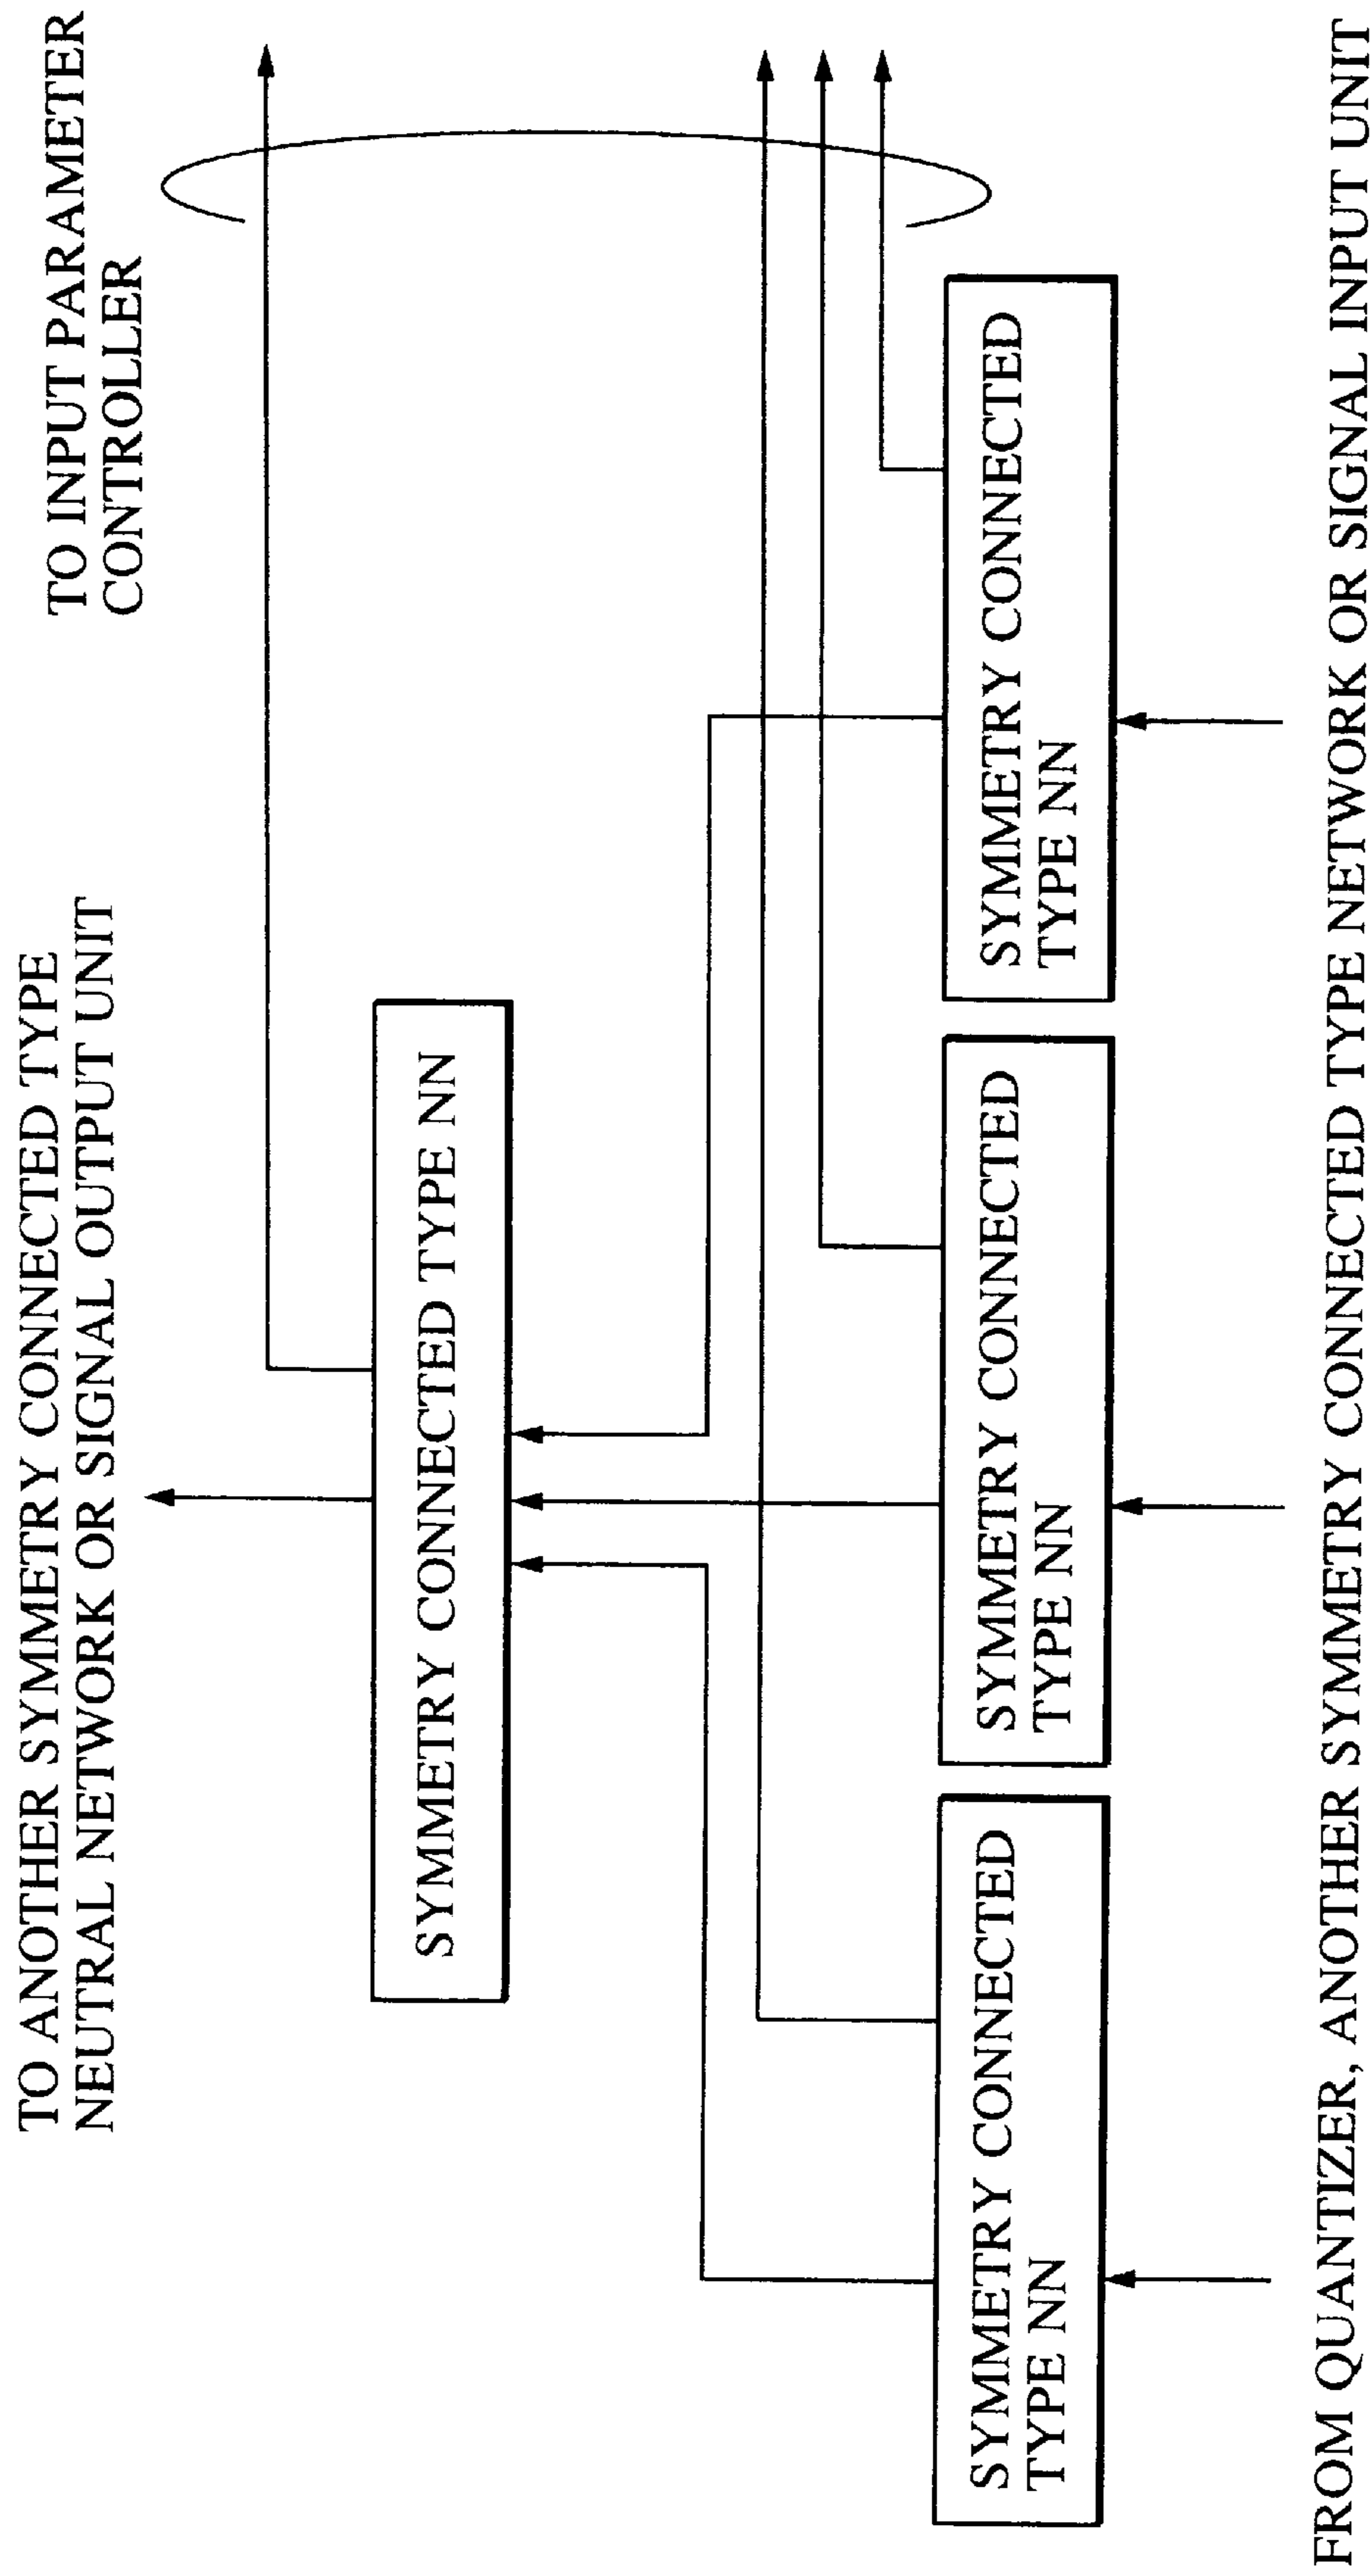 TO ANOTHER SYMMETRY CONNECTED TYPE
NEUTRAL NETWORK OR SIGNAL OUTPUT UNIT
TO INPUT PARAMETER
CONTROLLER
SYMMETRY CONNECTED TYPE NN
SYMMETRY CONNECTED
TYPE NN
SYMMETRY CONNECTED
TYPE NN
SYMMETRY CONNECTED
TYPE NN
FROM QUANTIZER, ANOTHER SYMMETRY CONNECTED TYPE NETWORK OR SIGNAL INPUT UNIT